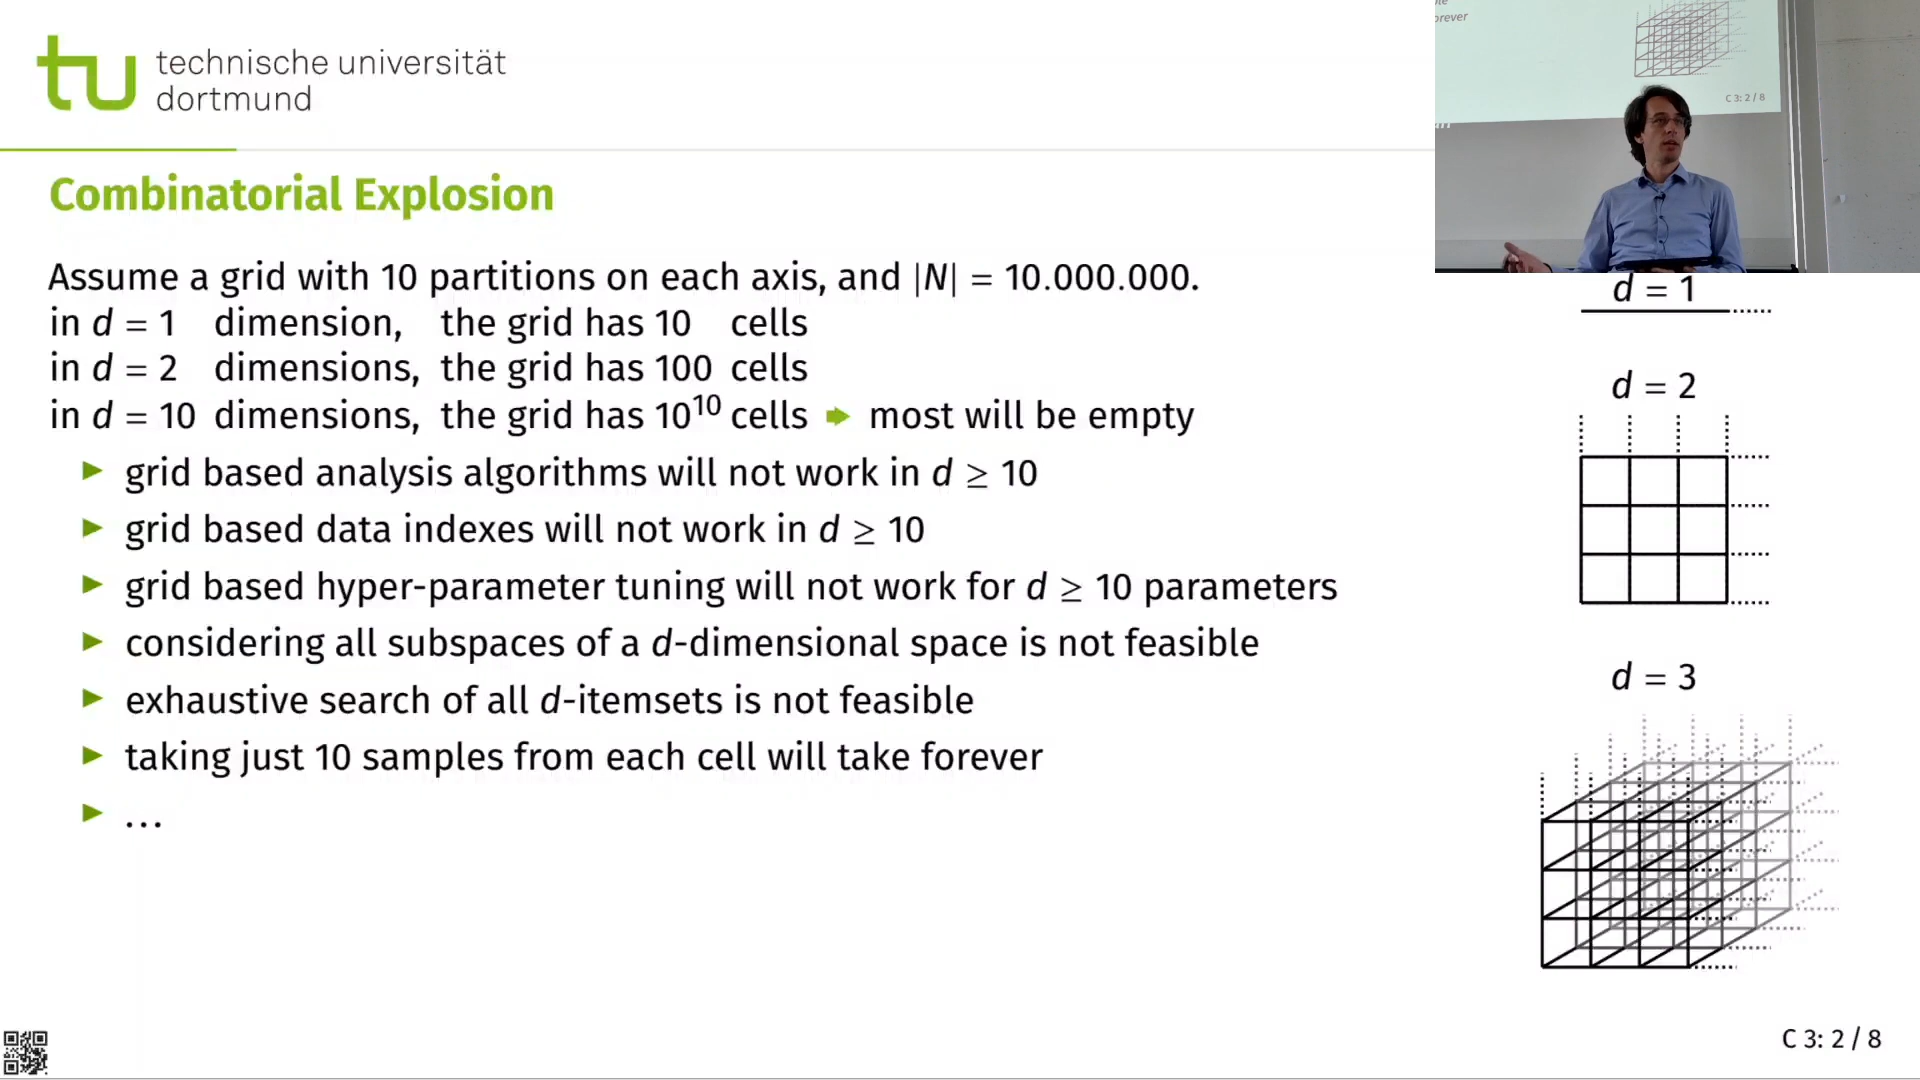 technische universität
dortmund
Combinatorial Explosion
Assume a grid with 10 partitions on each axis, and |N| = 10.000.000.
in d = 1 dimension, the grid has 10 cells
in d = 2 dimensions, the grid has 100 cells
in d = 10 dimensions, the grid has 10¹⁰ cells ➨ most will be empty
▶ grid based analysis algorithms will not work in d ≥ 10
▶ grid based data indexes will not work in d ≥ 10
▶ grid based hyper-parameter tuning will not work for d ≥ 10 parameters
▶ considering all subspaces of a d-dimensional space is not feasible
▶ exhaustive search of all d-itemsets is not feasible
▶ taking just 10 samples from each cell will take forever
▶ ...
C 3: 2 / 8
d = 1
d = 2
d = 3
C 3: 2 / 8